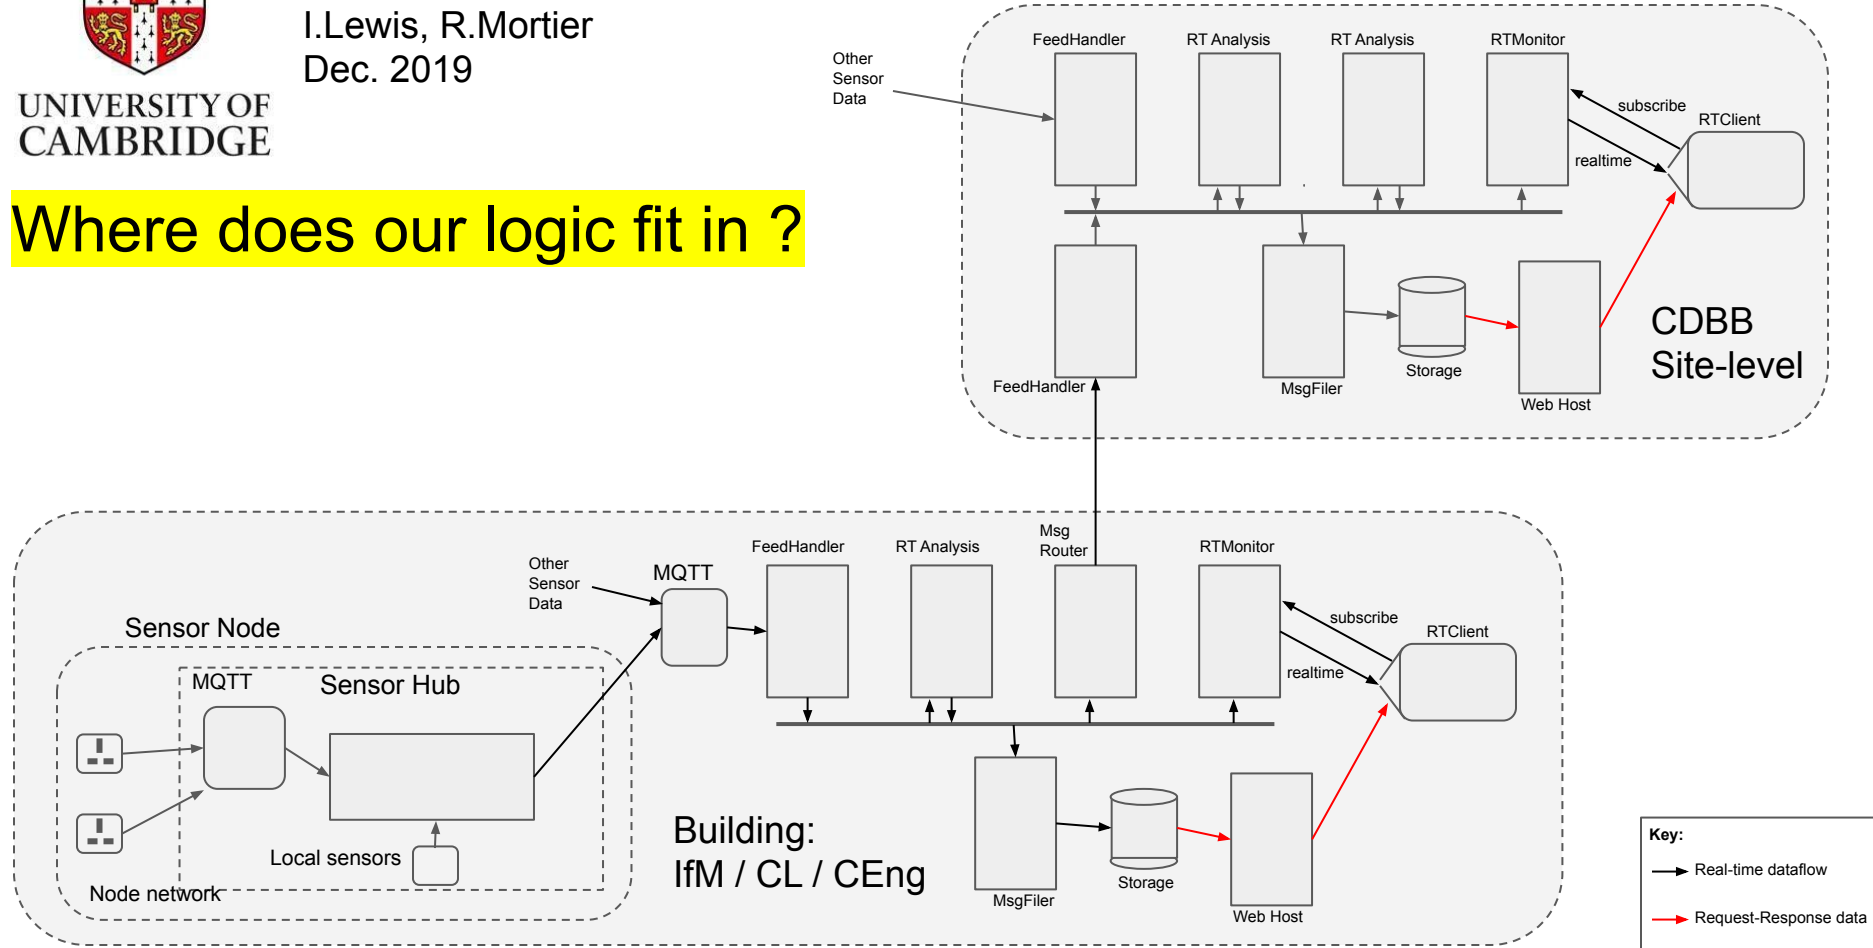 I.Lewis, R.Mortier
Dec. 2019
UNIVERSITY OF
CAMBRIDGE
Where does our logic fit in ?
Other
Sensor
Data
FeedHandler
RT Analysis
RT Analysis
RTMonitor
subscribe
RTClient
realtime
FeedHandler
MsgFiler
Storage
Web Host
CDBB
Site-level
Other
Sensor
Data
MQTT
FeedHandler
RT Analysis
Msg
Router
RTMonitor
subscribe
RTClient
realtime
Sensor Node
MQTT
Sensor Hub
Local sensors
Node network
Building:
IfM / CL / CEng
MsgFiler
Storage
Web Host
Key:
Real-time dataflow
Request-Response data